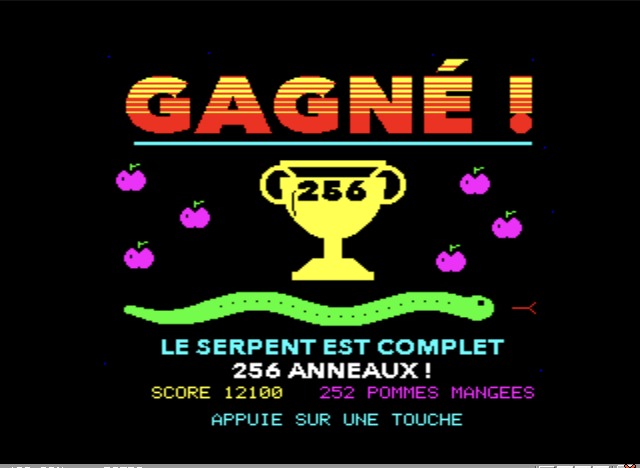 GAGNÉ !
256
LE SERPENT EST COMPLET
256 ANNEAUX !
SCORE 12100 252 POMMES MANGEES
APPUIE SUR UNE TOUCHE